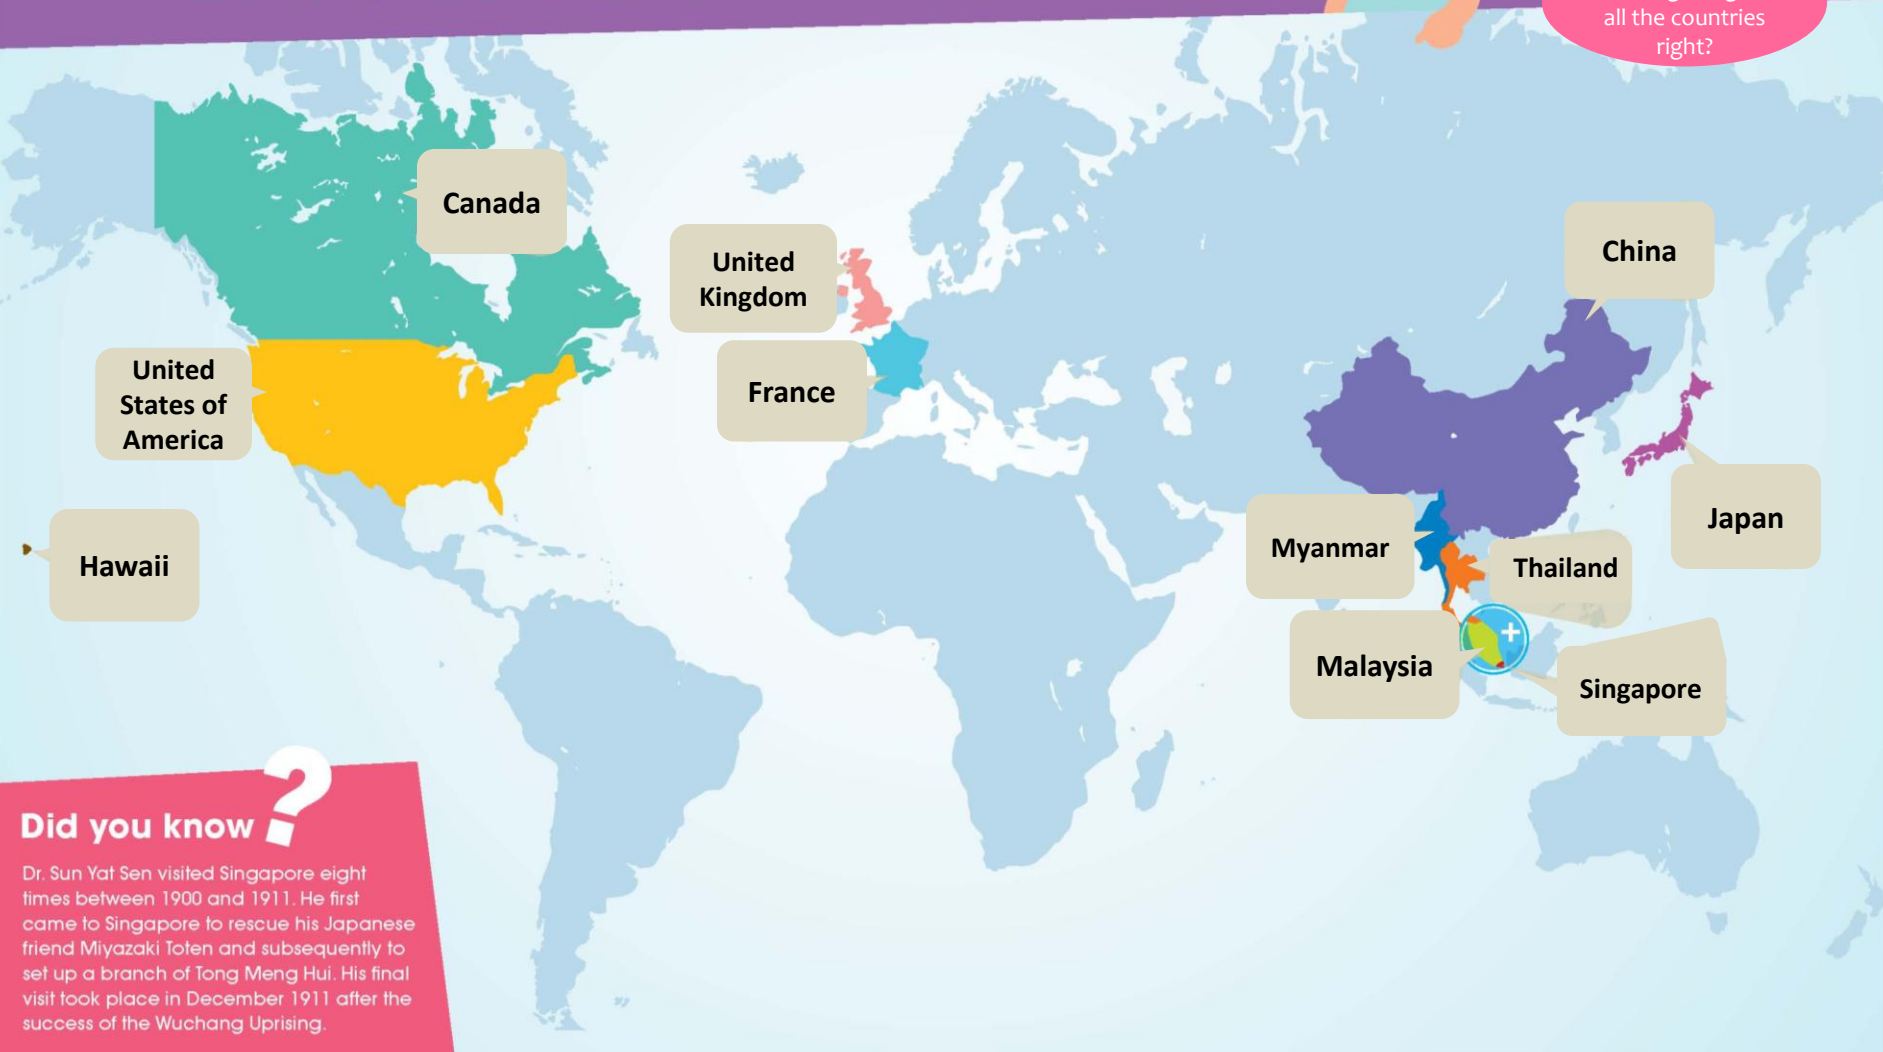 all the countries
right?
Canada
United
Kingdom
China
United
States of
America
France
Hawaii
Myanmar
Thailand
Japan
Malaysia
Singapore
Did you know ?
Dr. Sun Yat Sen visited Singapore eight
times between 1900 and 1911. He first
came to Singapore to rescue his Japanese
friend Miyazaki Toten and subsequently to
set up a branch of Tong Meng Hui. His final
visit took place in December 1911 after the
success of the Wuchang Uprising.